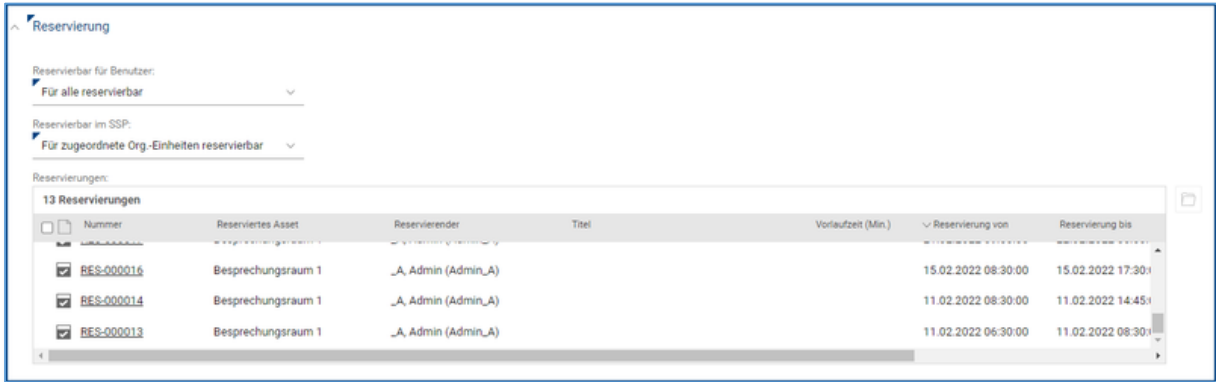 Reservierung
Reservierbar für Benutzer:
Für alle reservierbar
Reservierbar im SSP:
Für zugeordnete Org.-Einheiten reservierbar
Reservierungen:
13 Reservierungen
Nummer Reserviertes Asset Reservierender Titel Vorlaufzeit (Min.) Reservierung von Reservierung bis
RES-000016 Besprechungsraum 1 _A, Admin (Admin_A) 15.02.2022 08:30:00 15.02.2022 17:30:
RES-000014 Besprechungsraum 1 _A, Admin (Admin_A) 11.02.2022 08:30:00 11.02.2022 14:45:
RES-000013 Besprechungsraum 1 _A, Admin (Admin_A) 11.02.2022 06:30:00 11.02.2022 08:30: